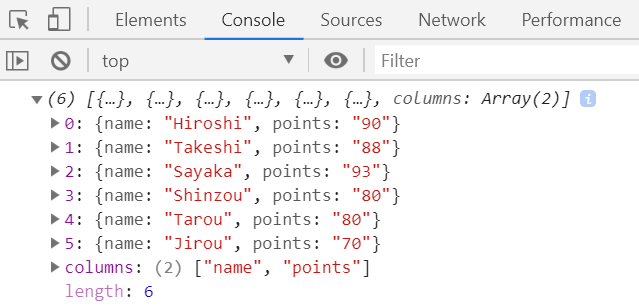 Elements Console Sources Network Performance
top ▼ Filter
▼ (6) [{…}, {…}, {…}, {…}, {…}, {…}, columns: Array(2)] i
▶ 0: {name: "Hiroshi", points: "90"}
▶ 1: {name: "Takeshi", points: "88"}
▶ 2: {name: "Sayaka", points: "93"}
▶ 3: {name: "Shinzou", points: "80"}
▶ 4: {name: "Tarou", points: "80"}
▶ 5: {name: "Jirou", points: "70"}
▶ columns: (2) ["name", "points"]
length: 6